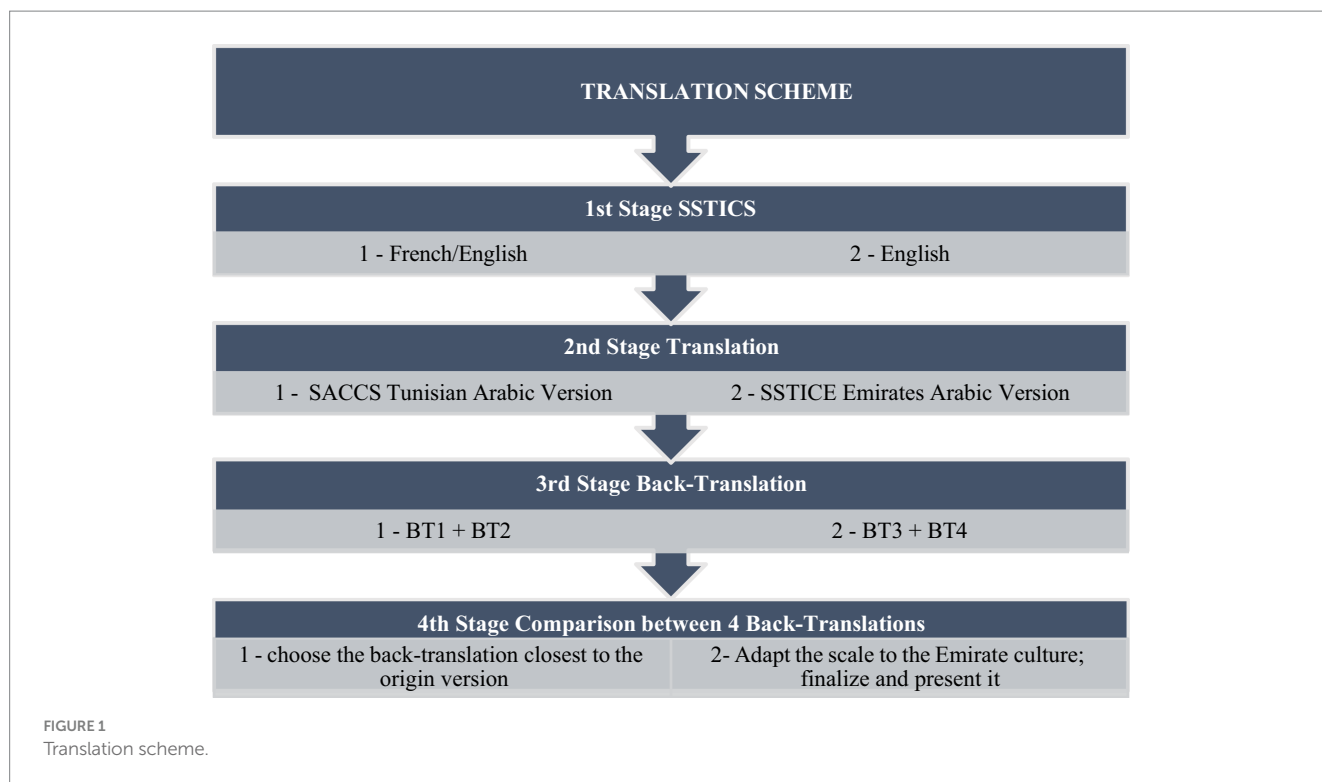 TRANSLATION SCHEME
1st Stage SSTICS
1 - French/English
2 - English
2nd Stage Translation
1 - SACCS Tunisian Arabic Version
2 - SSTICE Emirates Arabic Version
3rd Stage Back-Translation
1 - BT1 + BT2
2 - BT3 + BT4
4th Stage Comparison between 4 Back-Translations
1 - choose the back-translation closest to the
origin version
2- Adapt the scale to the Emirate culture;
finalize and present it
FIGURE 1
Translation scheme.